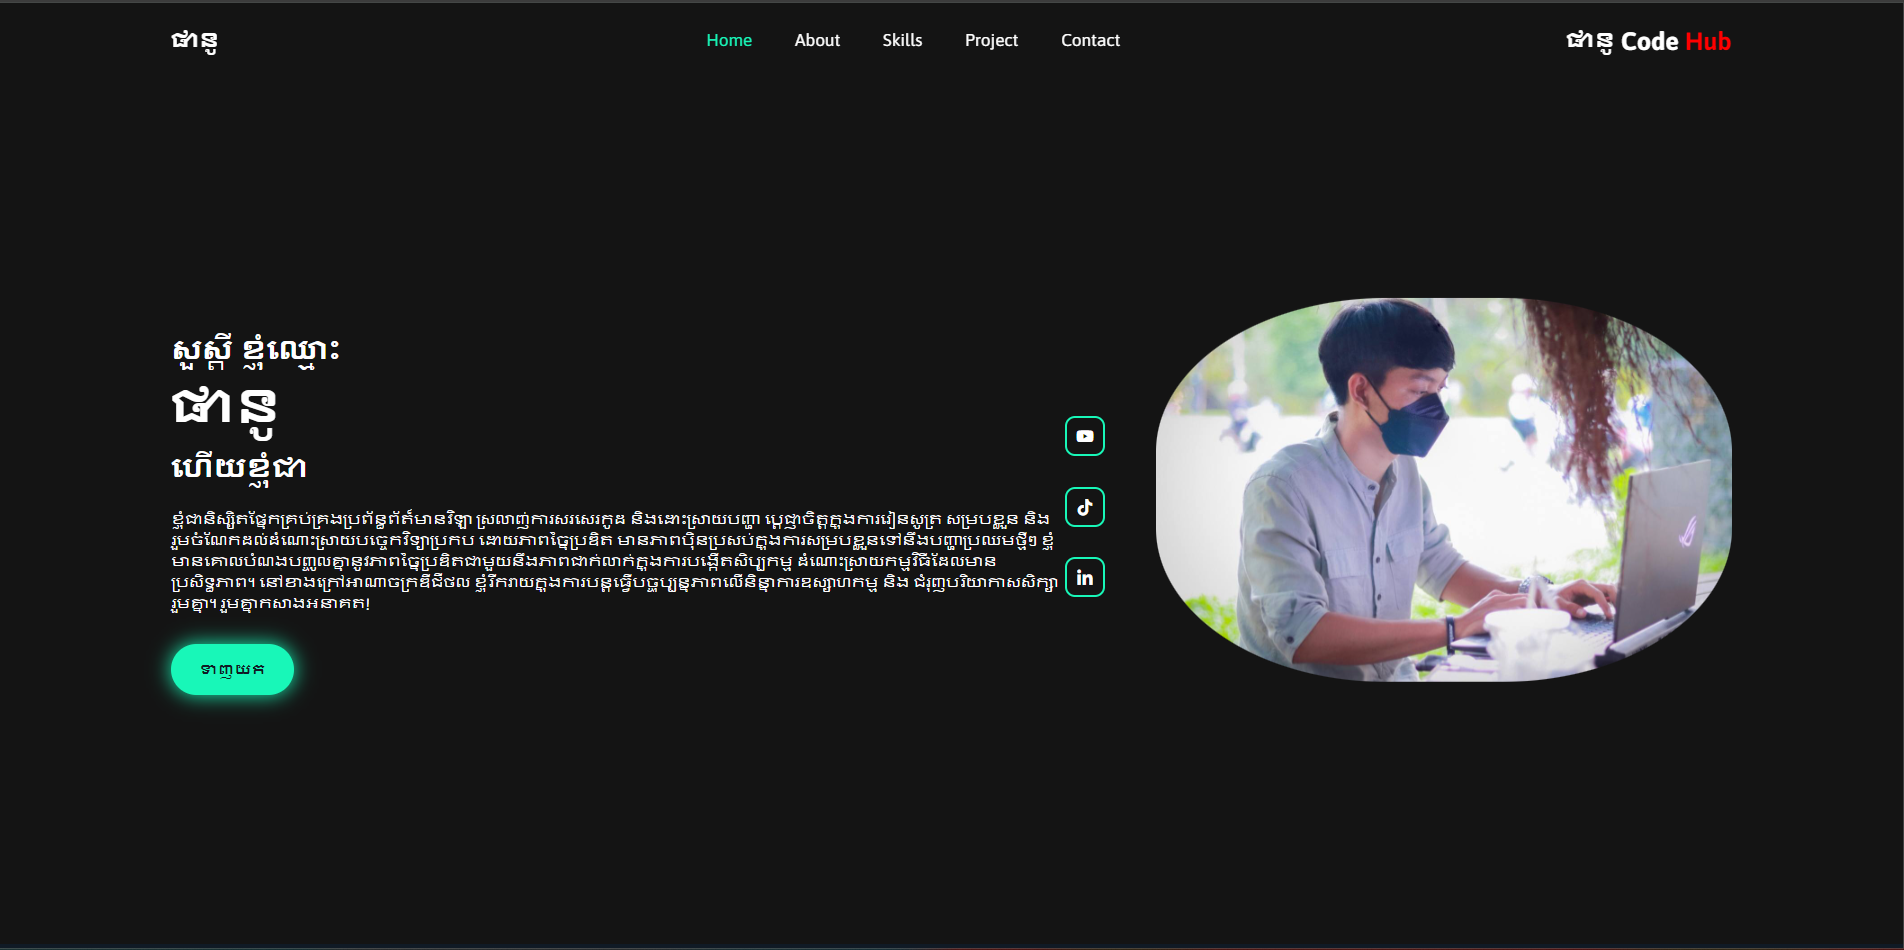 ផានូ
Home
About
Skills
Project
Contact
ផានូ Code Hub
សួស្តី ខ្ញុំឈ្មោះ
ផានូ
ហើយខ្ញុំជា
ខ្ញុំជានិស្សិតផ្នែកគ្រប់គ្រងប្រព័ន្ធព័ត៍មានវិទ្យា ស្រលាញ់ការសរសេរកូដ និងដោះស្រាយបញ្ហា ប្តេជ្ញាចិត្តក្នុងការរៀនសូត្រ សម្របខ្លួន និង
រួមចំណែកដល់ដំណោះស្រាយបច្ចេកវិទ្យាប្រកប ដោយភាពច្នៃប្រឌិត មានភាពប៉ិនប្រសប់ក្នុងការសម្របខ្លួនទៅនឹងបញ្ហាប្រឈមថ្មីៗ ខ្ញុំ
មានគោលបំណងបញ្ចូលគ្នានូវភាពច្នៃប្រឌិតជាមួយនឹងភាពជាក់លាក់ក្នុងការបង្កើតសិប្បកម្ម ដំណោះស្រាយកម្មវិធីដែលមាន
ប្រសិទ្ធភាព។ នៅខាងក្រៅអាណាចក្រឌីជីថល ខ្ញុំរីករាយក្នុងការបន្តធ្វើបច្ចុប្បន្នភាពលើនិន្នាការឧស្សាហកម្ម និង ជំរុញបរិយាកាសសិក្សា
រួមគ្នា។ រួមគ្នាកសាងអនាគត!
ទាញយក